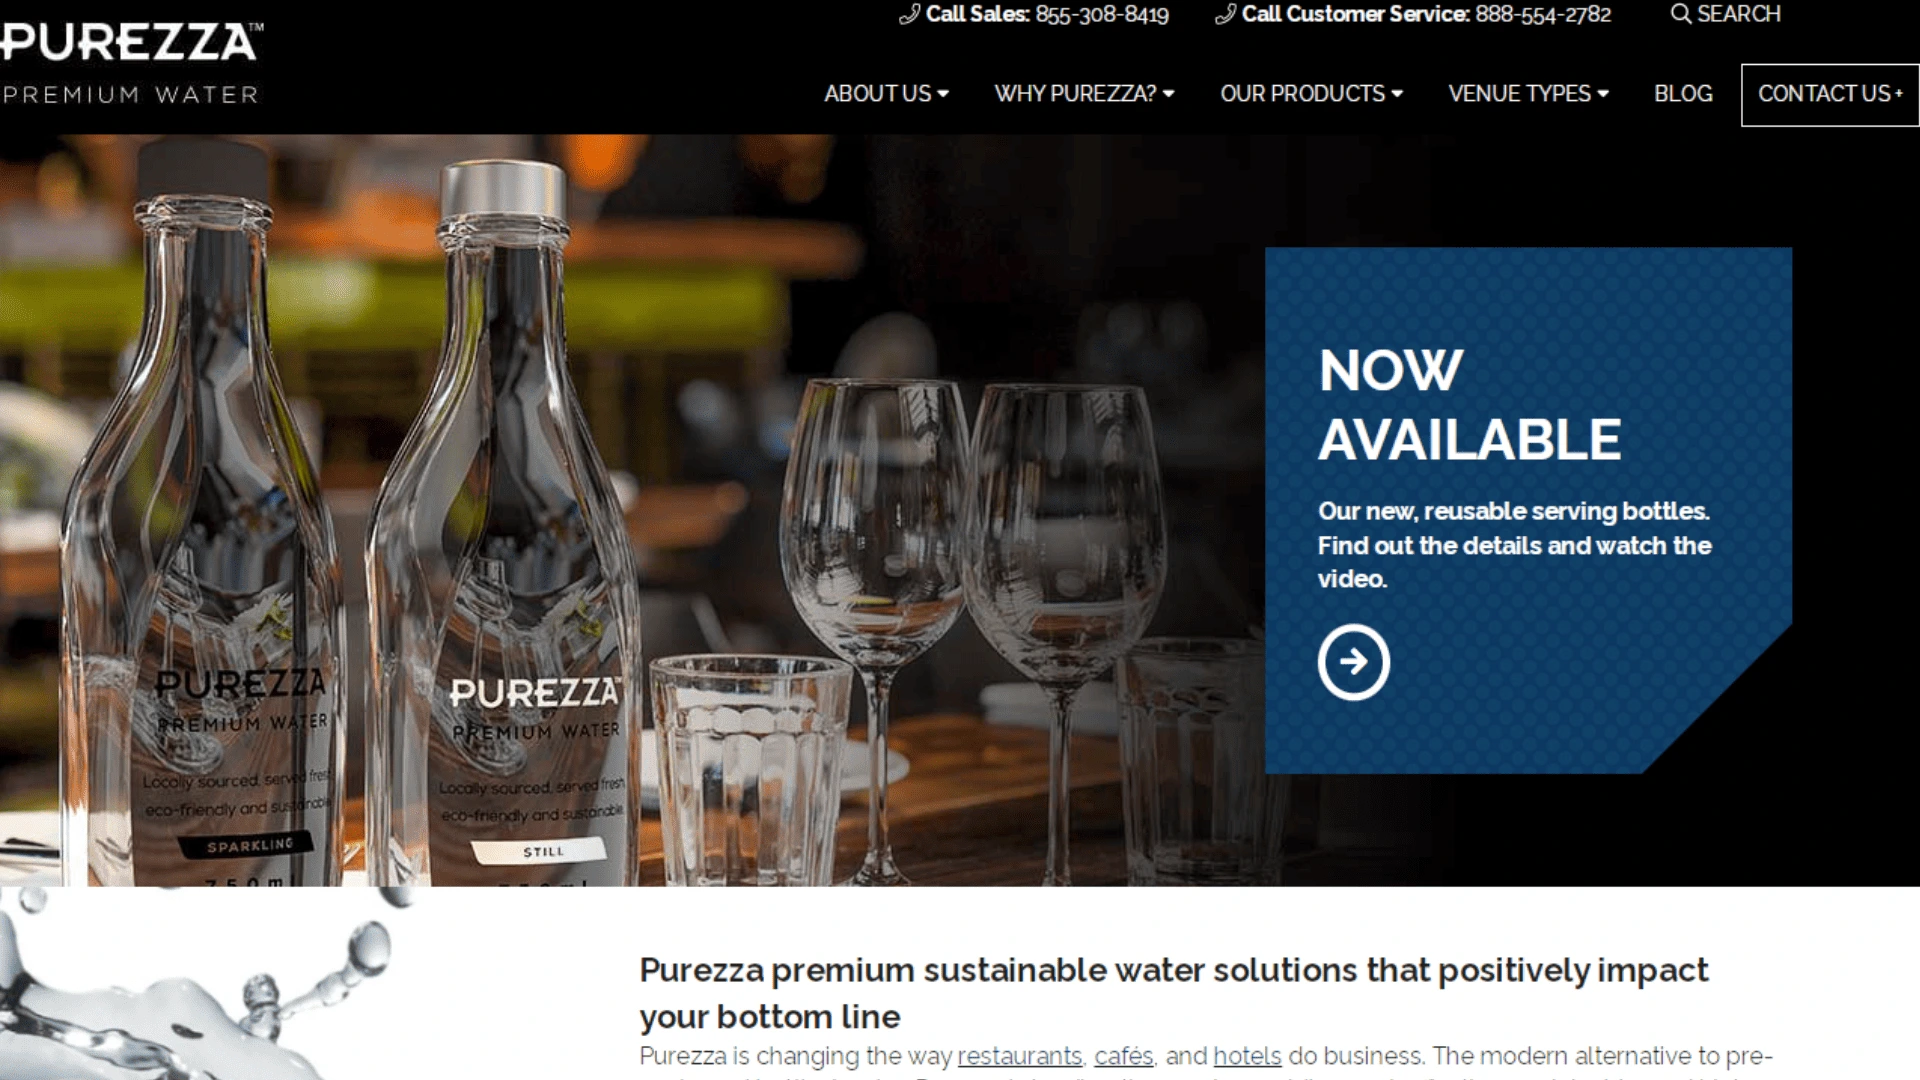 PUREZZA™
PREMIUM WATER
Call Sales: 855-308-8419
Call Customer Service: 888-554-2782
SEARCH
ABOUT US
WHY PUREZZA?
OUR PRODUCTS
VENUE TYPES
BLOG
CONTACT US +
NOW
AVAILABLE
Our new, reusable serving bottles.
Find out the details and watch the
video.
PUREZZA
PREMIUM WATER
Locally sourced, served fresh
eco-friendly and sustainable
SPARKLING
750ml
PUREZZA™
PREMIUM WATER
Locally sourced, served fresh
eco-friendly and sustainable
STILL
Purezza premium sustainable water solutions that positively impact
your bottom line
Purezza is changing the way restaurants, cafés, and hotels do business. The modern alternative to pre-